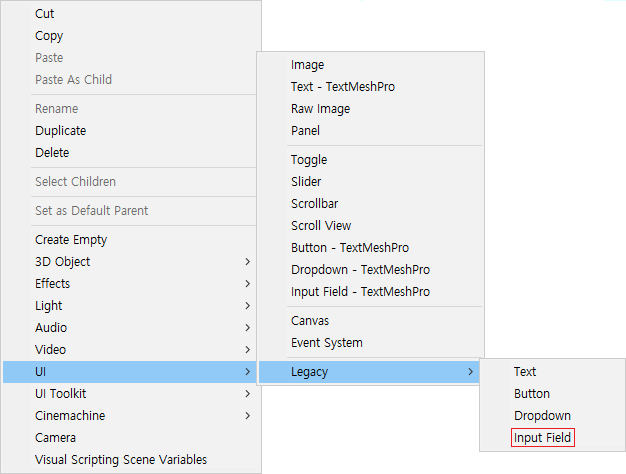 Cut
Copy
Paste
Paste As Child
Rename
Duplicate
Delete
Select Children
Set as Default Parent
Create Empty
3D Object
Effects
Light
Audio
Video
UI
UI Toolkit
Cinemachine
Camera
Visual Scripting Scene Variables
Image
Text - TextMeshPro
Raw Image
Panel
Toggle
Slider
Scrollbar
Scroll View
Button - TextMeshPro
Dropdown - TextMeshPro
Input Field - TextMeshPro
Canvas
Event System
Legacy
Text
Button
Dropdown
Input Field